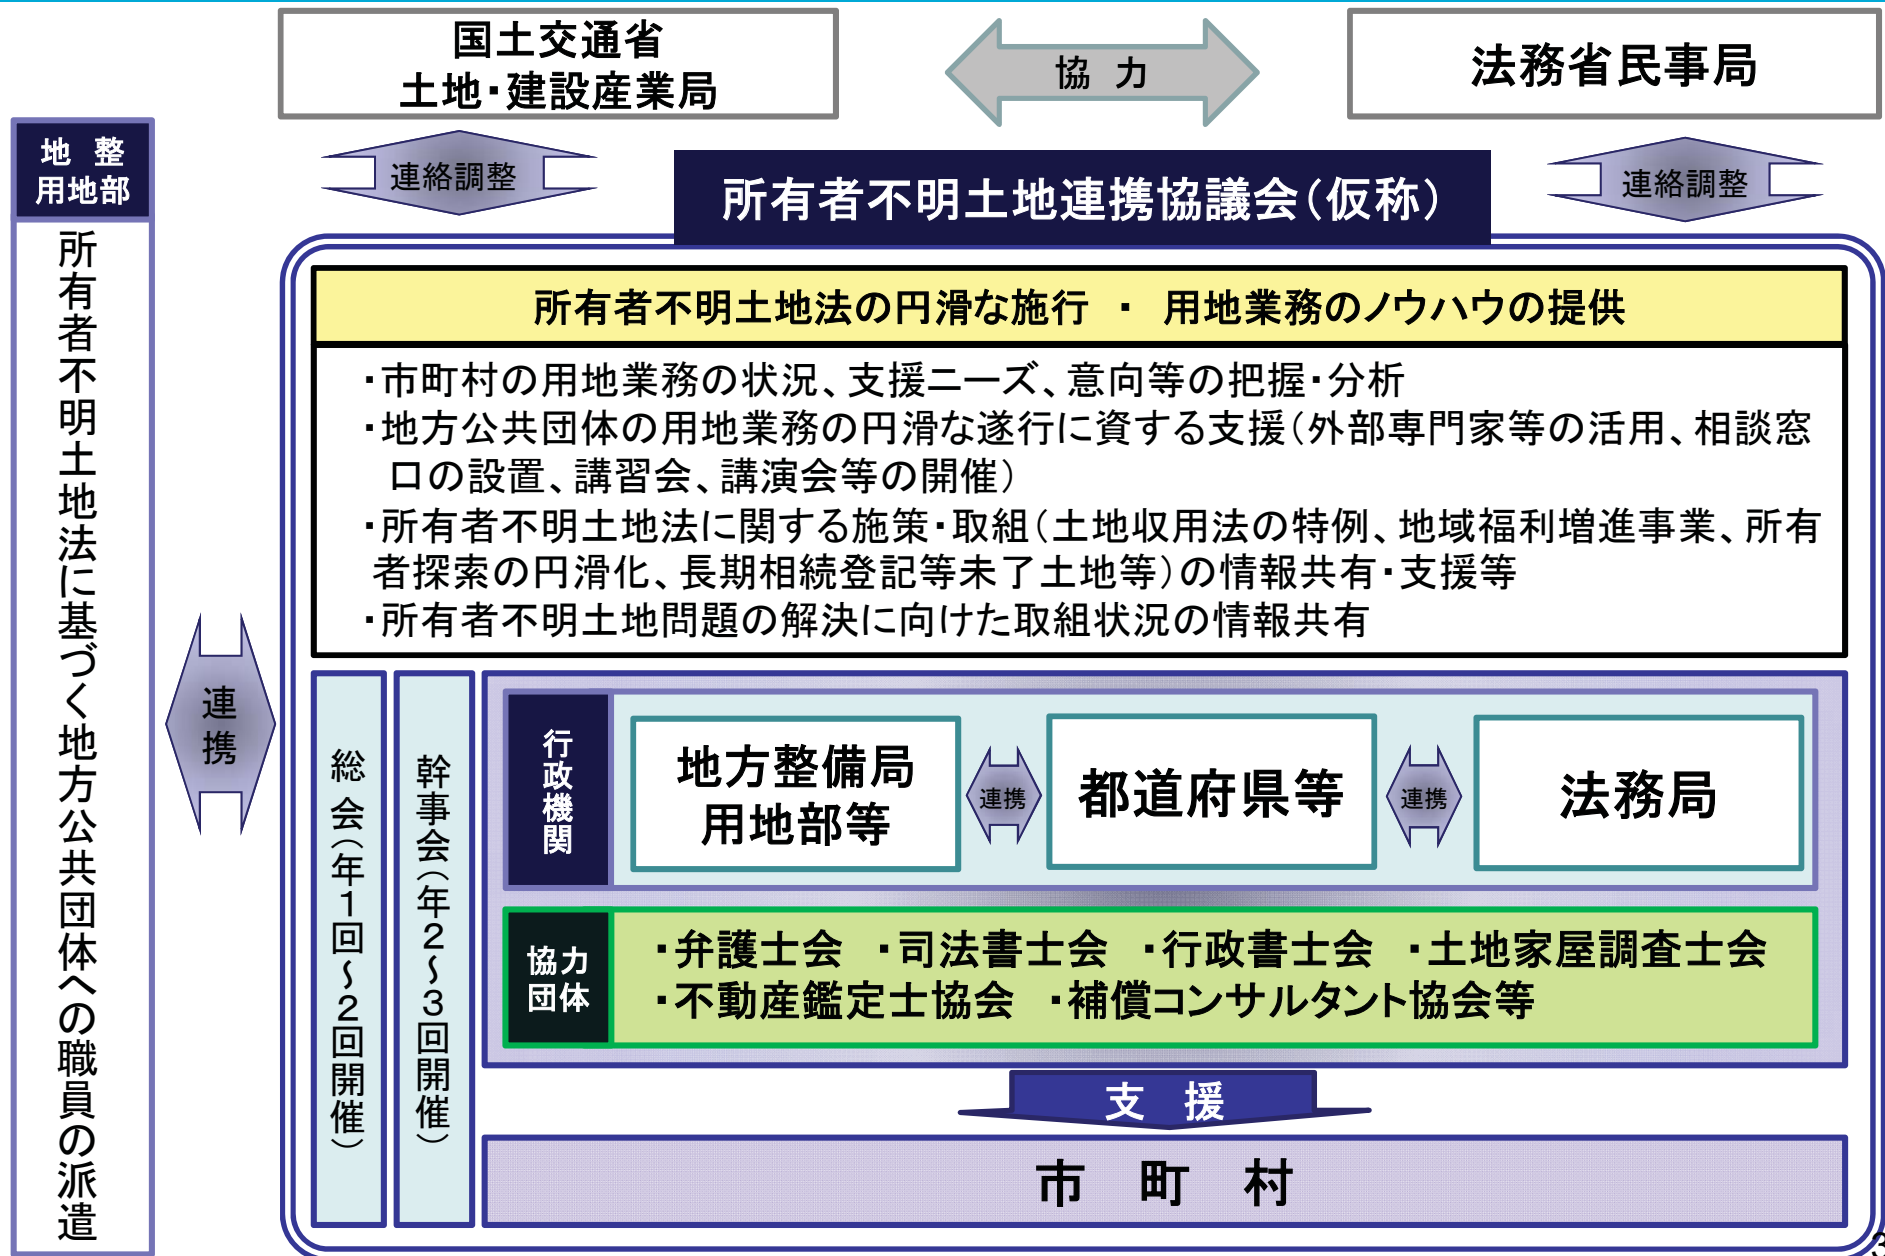 国土交通省
土地・建設産業局
協 力
法務省民事局
地 整
用地部
所有者不明土地法に基づく地方公共団体への職員の派遣
連絡調整
所有者不明土地連携協議会（仮称）
連絡調整
所有者不明土地法の円滑な施行 ・ 用地業務のノウハウの提供
・市町村の用地業務の状況、支援ニーズ、意向等の把握・分析
・地方公共団体の用地業務の円滑な遂行に資する支援（外部専門家等の活用、相談窓
口の設置、講習会、講演会等の開催）
・所有者不明土地法に関する施策・取組（土地収用法の特例、地域福利増進事業、所有
者探索の円滑化、長期相続登記等未了土地等）の情報共有・支援等
・所有者不明土地問題の解決に向けた取組状況の情報共有
連携
総 会（年１回～２回開催）
幹事会（年２～３回開催）
行政機関
地方整備局
用地部等
連携
都道府県等
連携
法務局
協力
団体
・弁護士会 ・司法書士会 ・行政書士会 ・土地家屋調査士会
・不動産鑑定士協会 ・補償コンサルタント協会等
支 援
市 町 村
3